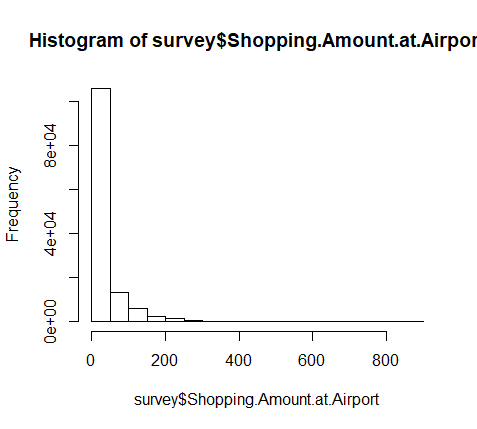 Histogram of survey$Shopping.Amount.at.Airpor
Frequency
8e+04
4e+04
0e+00
0 200 400 600 800
survey$Shopping.Amount.at.Airport